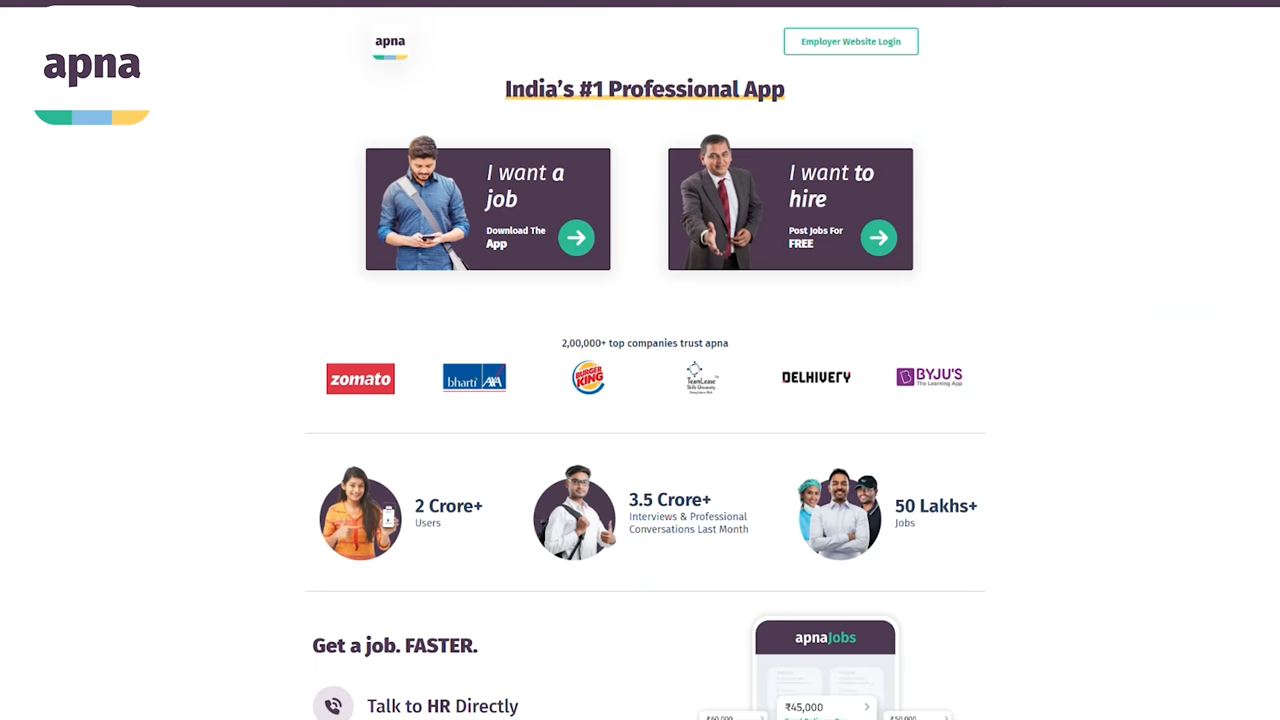 apna
apna
Employer Website Login
India's #1 Professional App
I want a
job
Download The
App
I want to
hire
Post Jobs For
FREE
2,00,000+ top companies trust apna
zomato
bharti AXA
BURGER
KING
TeamLease
Skills University
DELHIVERY
BYJU'S
The Learning App
2 Crore+
Users
3.5 Crore+
Interviews & Professional
Conversations Last Month
50 Lakhs+
Jobs
Get a job. FASTER.
apnaJobs
Talk to HR Directly
₹45,000